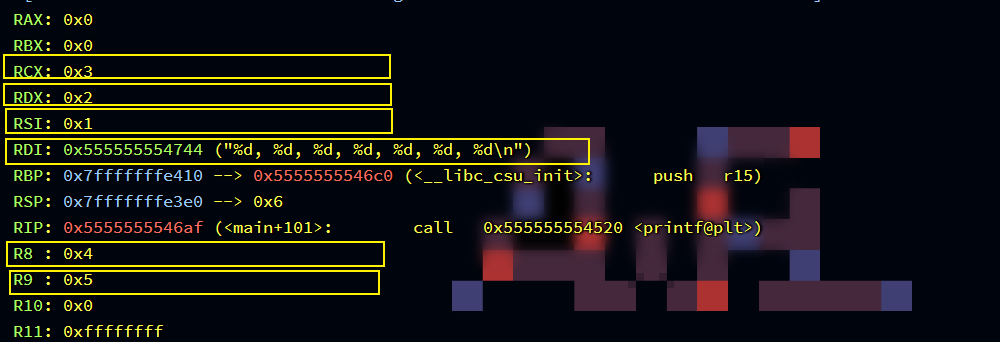 RAX: 0x0
RBX: 0x0
RCX: 0x3
RDX: 0x2
RSI: 0x1
RDI: 0x555555554744 ("%d, %d, %d, %d, %d, %d, %d\n")
RBP: 0x7fffffffe410 --> 0x5555555546c0 (<__libc_csu_init>: push r15)
RSP: 0x7fffffffe3e0 --> 0x6
RIP: 0x5555555546af (<main+101>: call 0x555555554520 <printf@plt>)
R8 : 0x4
R9 : 0x5
R10: 0x0
R11: 0xffffffff